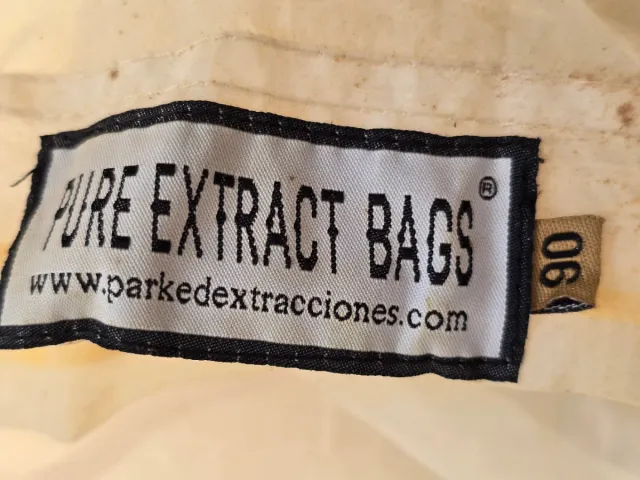 PURE EXTRACT BAGS®
www.parkedextracciones.com
90